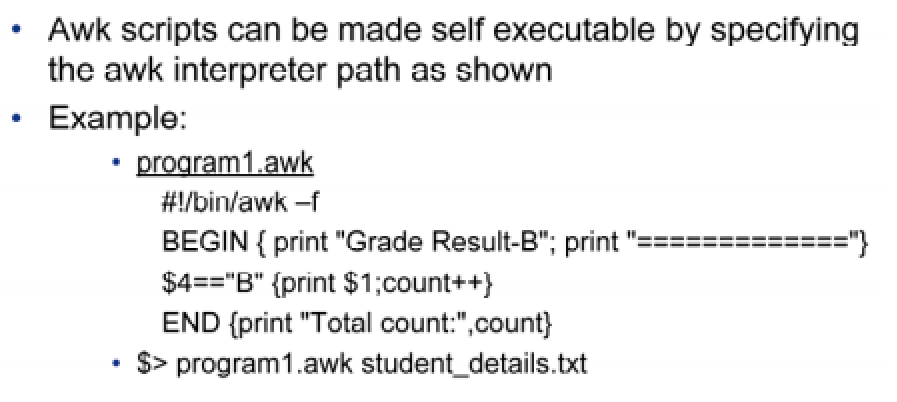 • Awk scripts can be made self executable by specifying
the awk interpreter path as shown
• Example:
• program1.awk
#!/bin/awk –f
BEGIN { print "Grade Result-B"; print "============="}
$4=="B" {print $1;count++}
END {print "Total count:",count}
• $> program1.awk student_details.txt